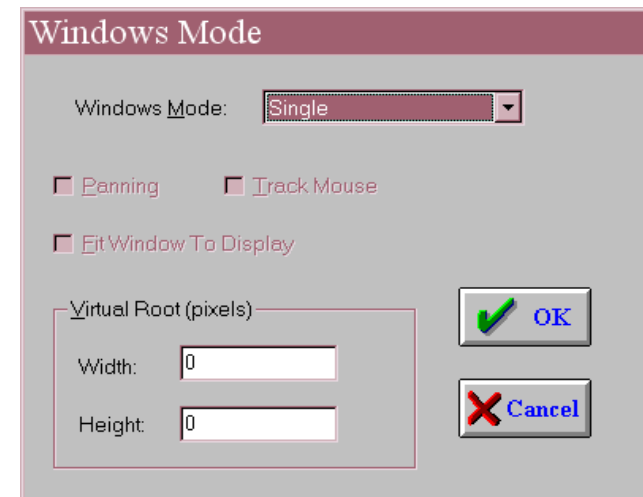 Windows Mode
Windows Mode: Single
Panning Track Mouse
Fit Window To Display
Virtual Root (pixels)
Width: 0
Height: 0
OK
Cancel